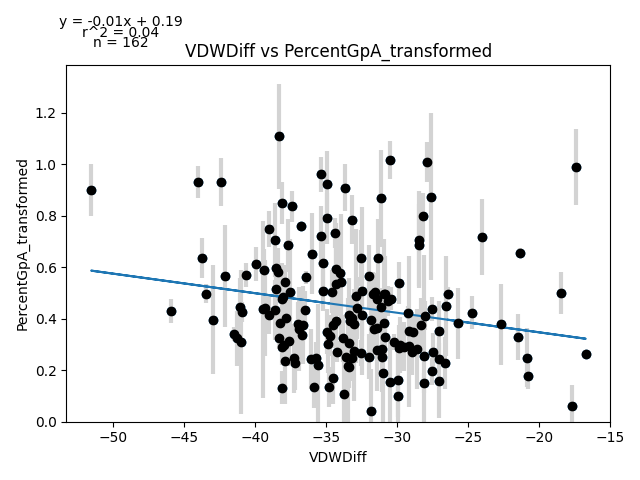 y = -0.01x + 0.19
r^2 = 0.04
n = 162
VDWDiff vs PercentGpA_transformed
PercentGpA_transformed
1.2
1.0
0.8
0.6
0.4
0.2
0.0
−50 −45 −40 −35 −30 −25 −20 −15
VDWDiff